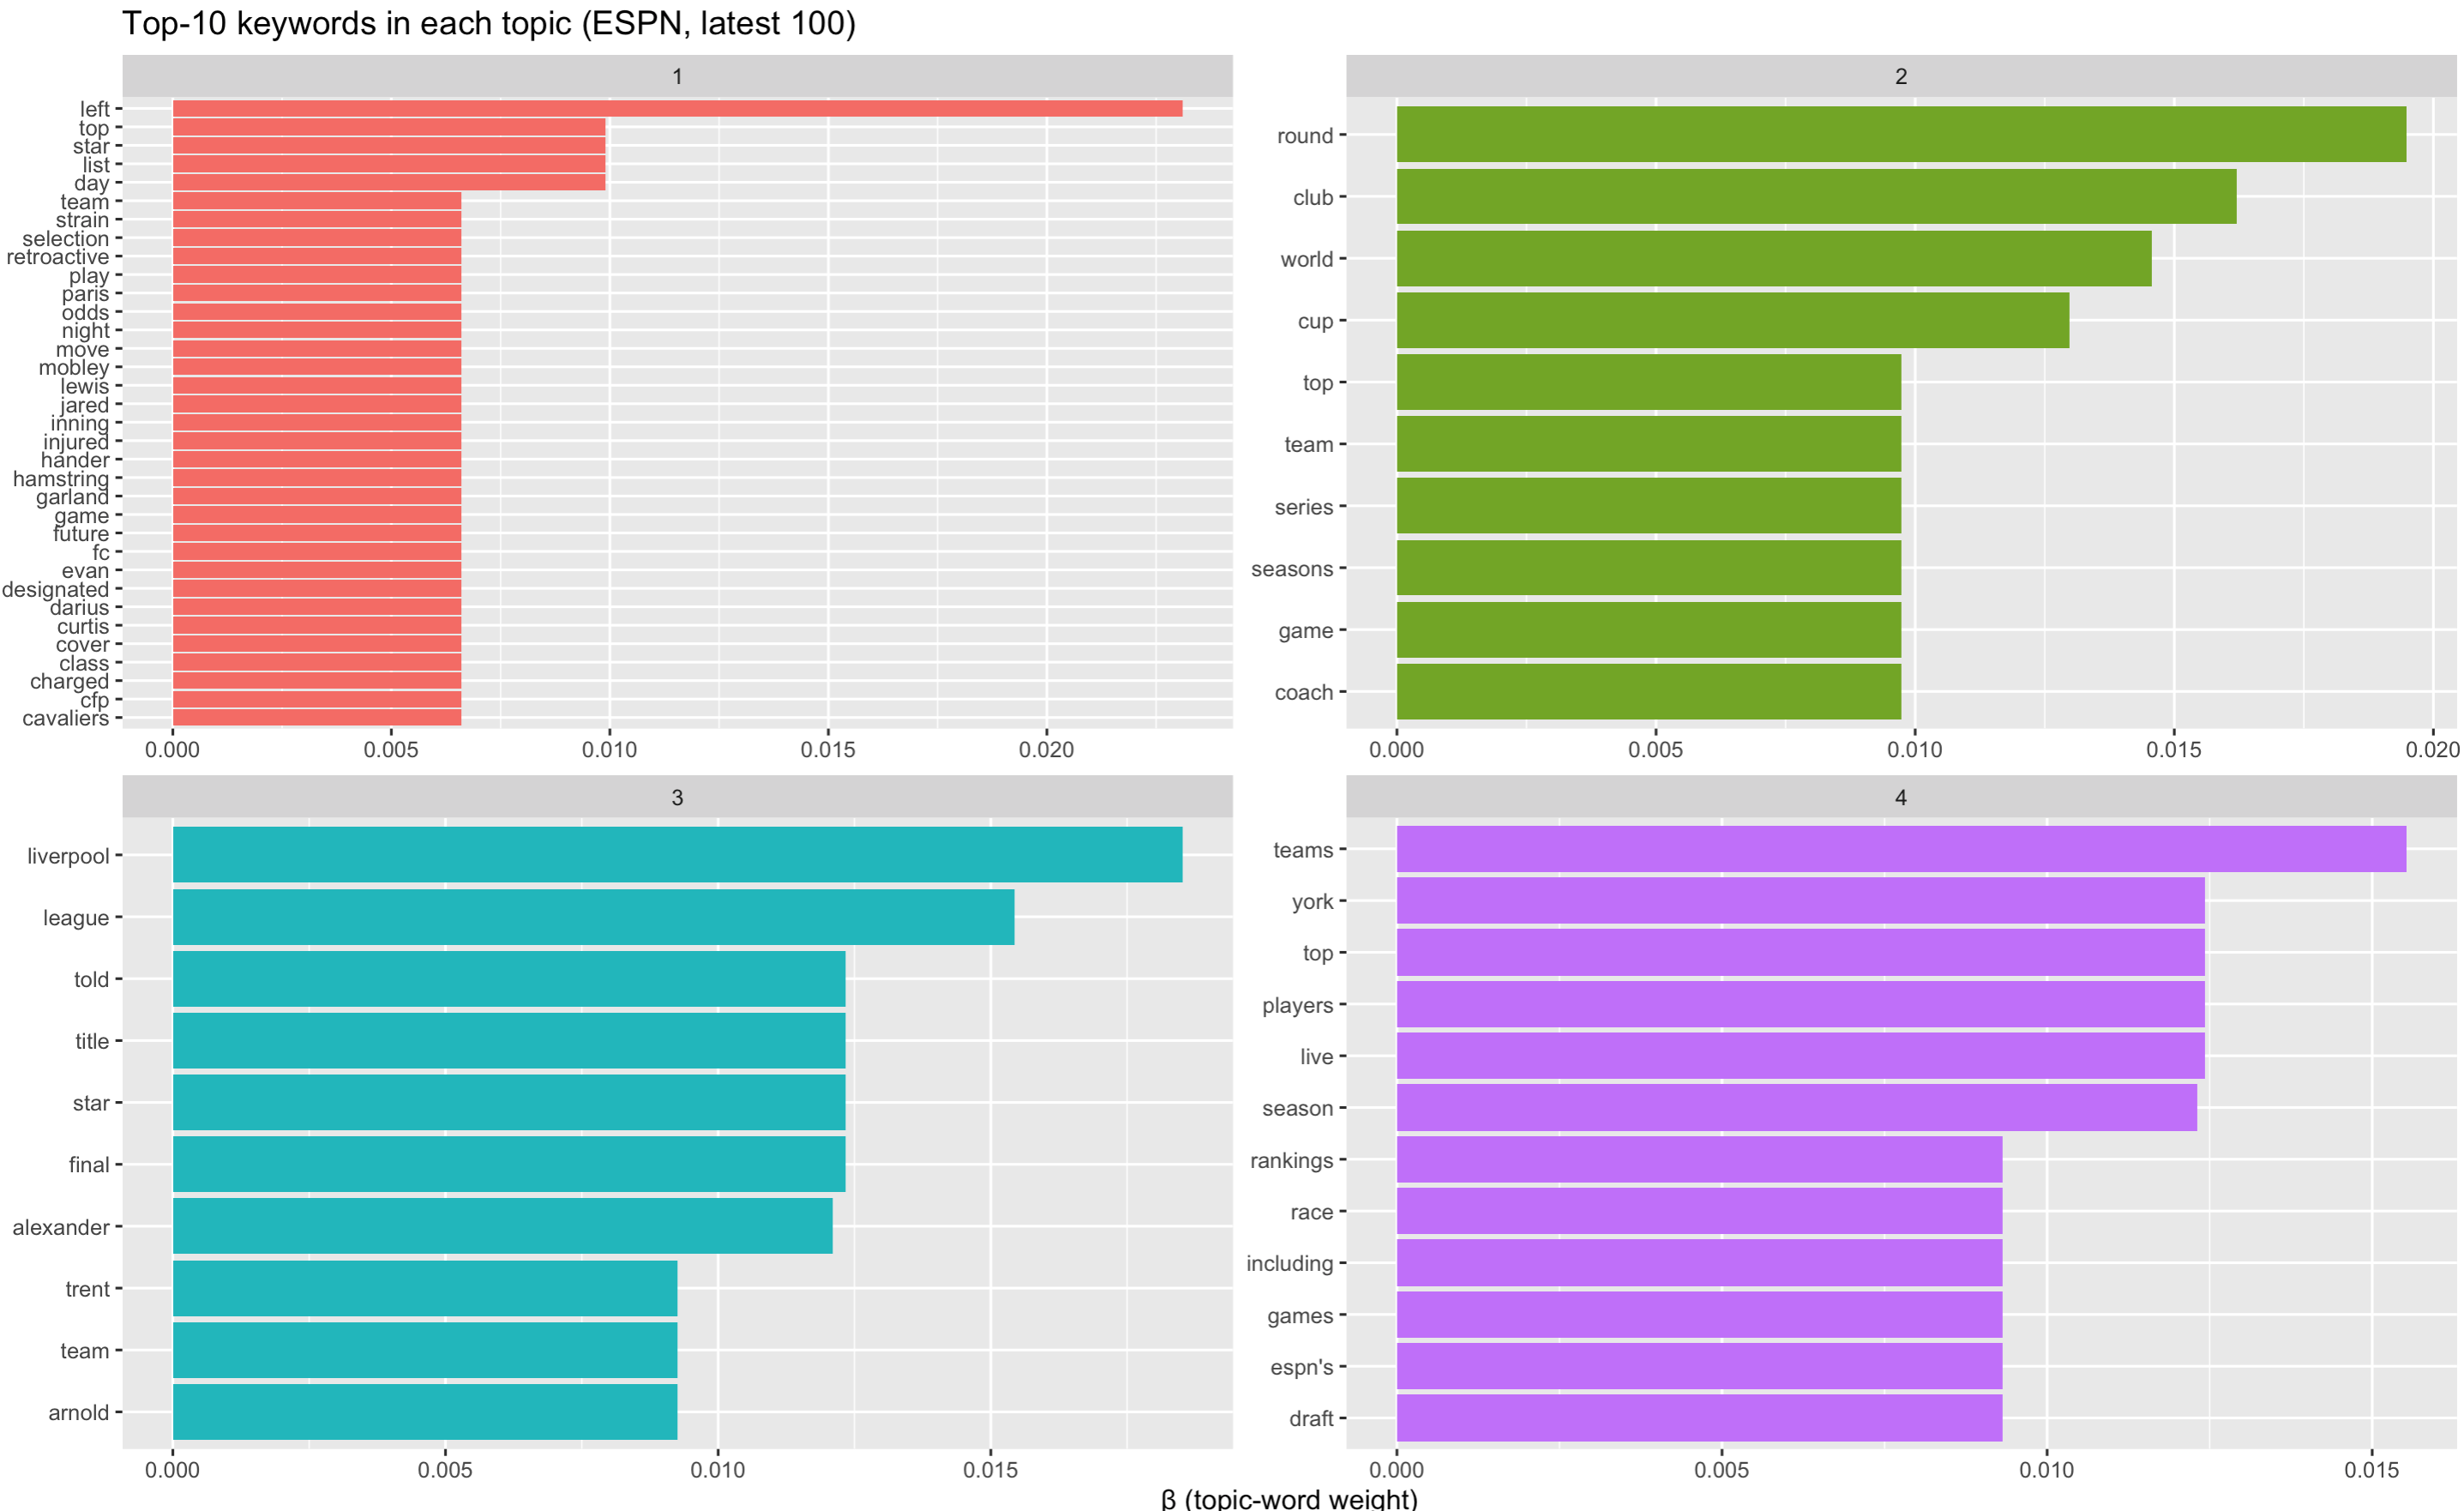 Top-10 keywords in each topic (ESPN, latest 100)
1
left
top
star
list
day
team
strain
selection
retroactive
play
paris
odds
night
move
mobley
lewis
jared
inning
injured
hander
hamstring
garland
game
future
fc
evan
designated
darius
curtis
cover
class
charged
cfp
cavaliers
0.000 0.005 0.010 0.015 0.020
2
round
club
world
cup
top
team
series
seasons
game
coach
0.000 0.005 0.010 0.015 0.020
3
liverpool
league
told
title
star
final
alexander
trent
team
arnold
0.000 0.005 0.010 0.015
4
teams
york
top
players
live
season
rankings
race
including
games
espn's
draft
0.000 0.005 0.010 0.015
β (topic-word weight)